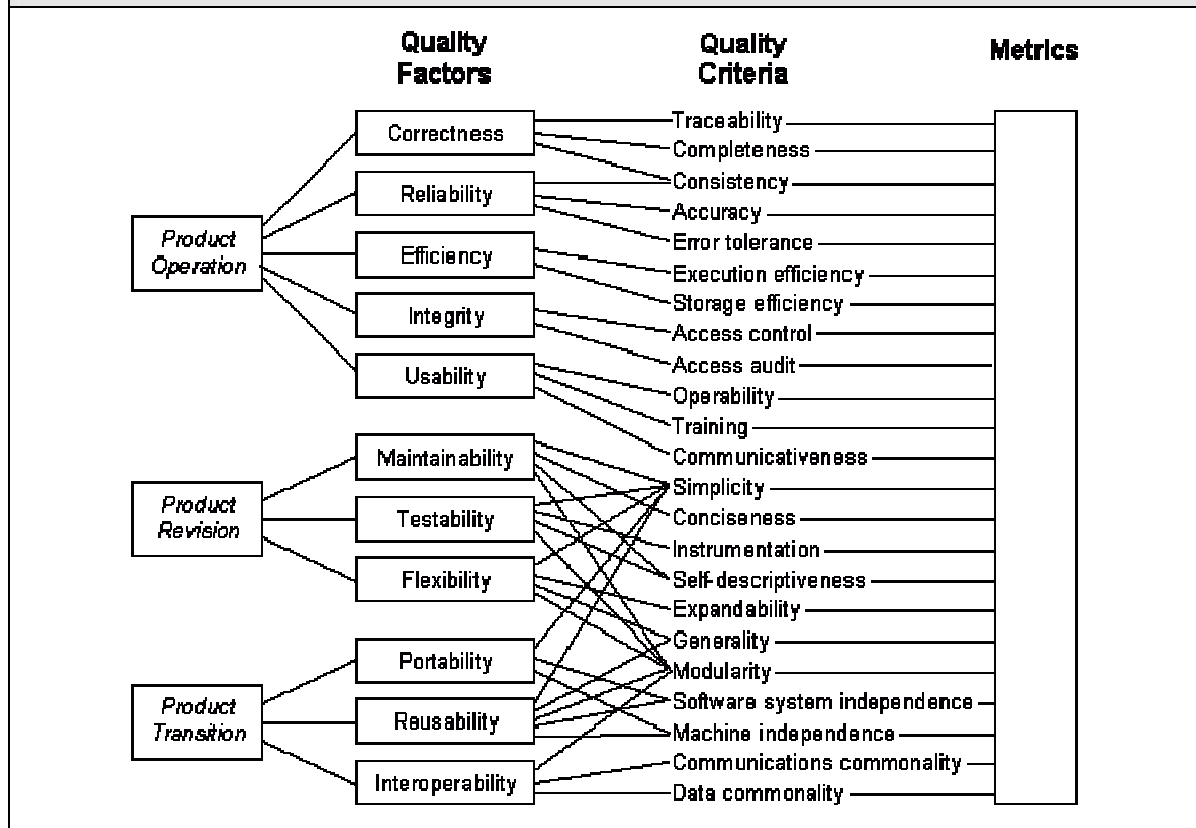 Quality
Factors
Quality
Criteria
Metrics
Product
Operation
Product
Revision
Product
Transition
Correctness
Reliability
Efficiency
Integrity
Usability
Maintainability
Testability
Flexibility
Portability
Reusability
Interoperability
Traceability
Completeness
Consistency
Accuracy
Error tolerance
Execution efficiency
Storage efficiency
Access control
Access audit
Operability
Training
Communicativeness
Simplicity
Conciseness
Instrumentation
Self-descriptiveness
Expandability
Generality
Modularity
Software system independence
Machine independence
Communications commonality
Data commonality